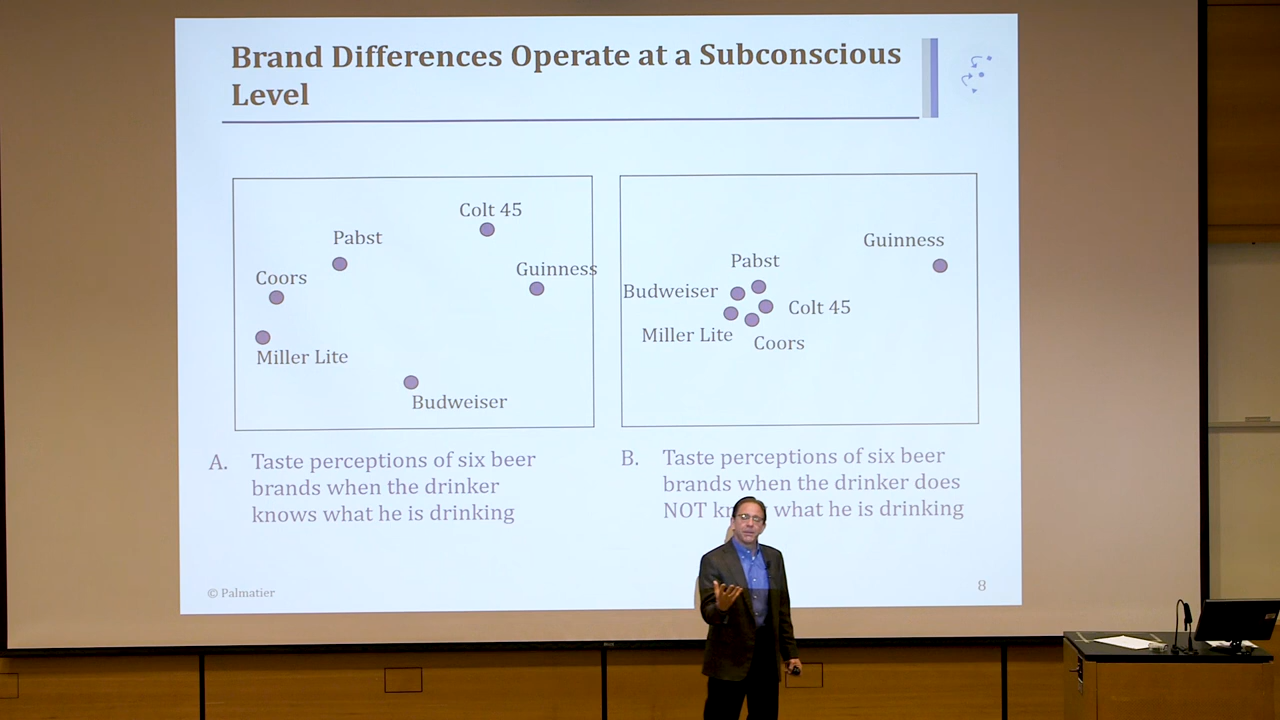 Brand Differences Operate at a Subconscious
Level
Colt 45
Pabst
Guinness
Coors
Miller Lite
Budweiser
Guinness
Pabst
Budweiser
Colt 45
Miller Lite
Coors
A. Taste perceptions of six beer
brands when the drinker
knows what he is drinking
B. Taste perceptions of six beer
brands when the drinker does
NOT what he is drinking
© Palmatier
8